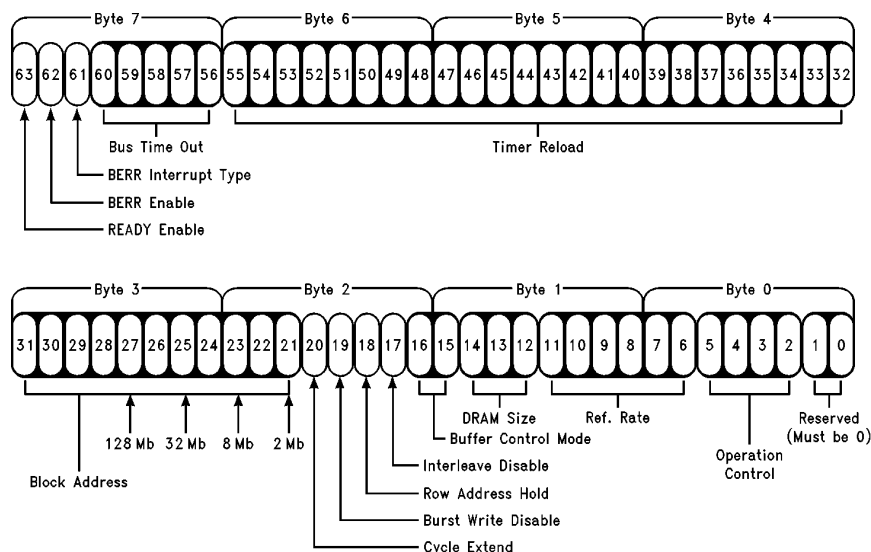 Byte 7 Byte 6 Byte 5 Byte 4
63 62 61 60 59 58 57 56 55 54 53 52 51 50 49 48 47 46 45 44 43 42 41 40 39 38 37 36 35 34 33 32
Bus Time Out Timer Reload
BERR Interrupt Type
BERR Enable
READY Enable
Byte 3 Byte 2 Byte 1 Byte 0
31 30 29 28 27 26 25 24 23 22 21 20 19 18 17 16 15 14 13 12 11 10 9 8 7 6 5 4 3 2 1 0
DRAM Size Ref. Rate Reserved
128 Mb 32 Mb 8 Mb 2 Mb Buffer Control Mode (Must be 0)
Operation
Interleave Disable Control
Block Address
Row Address Hold
Burst Write Disable
Cycle Extend